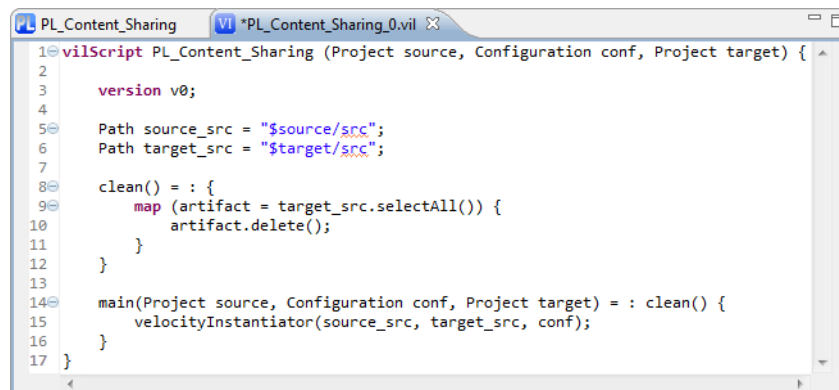 PL PL_Content_Sharing VI *PL_Content_Sharing_0.vil
1 vilScript PL_Content_Sharing (Project source, Configuration conf, Project target) {
2
3     version v0;
4
5     Path source_src = "$source/src";
6     Path target_src = "$target/src";
7
8     clean() = : {
9         map (artifact = target_src.selectAll()) {
10             artifact.delete();
11         }
12     }
13
14     main(Project source, Configuration conf, Project target) = : clean() {
15         velocityInstantiator(source_src, target_src, conf);
16     }
17 }